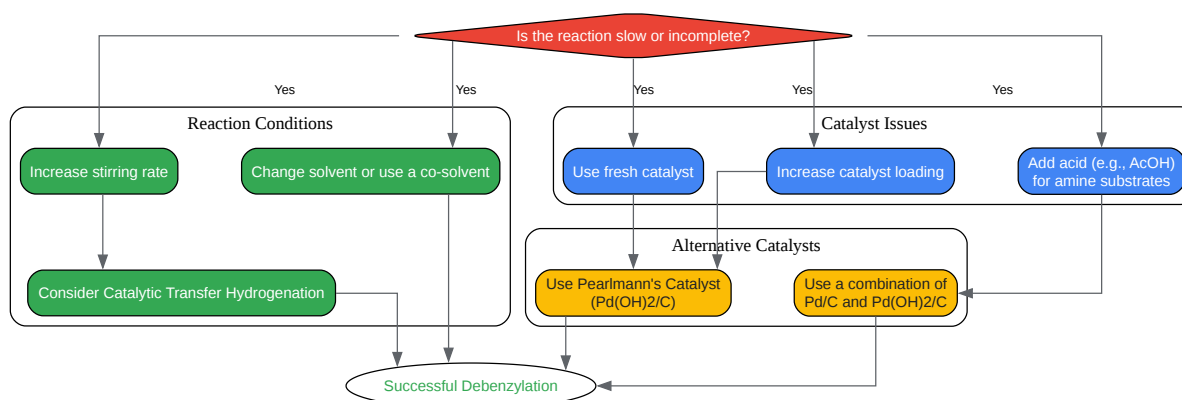 Is the reaction slow or incomplete?
Yes
Yes
Yes
Yes
Yes
Reaction Conditions
Catalyst Issues
Increase stirring rate
Change solvent or use a co-solvent
Use fresh catalyst
Increase catalyst loading
Add acid (e.g., AcOH)
for amine substrates
Alternative Catalysts
Consider Catalytic Transfer Hydrogenation
Use Pearlmann's Catalyst
(Pd(OH)2/C)
Use a combination of
Pd/C and Pd(OH)2/C
Successful Debenzylation